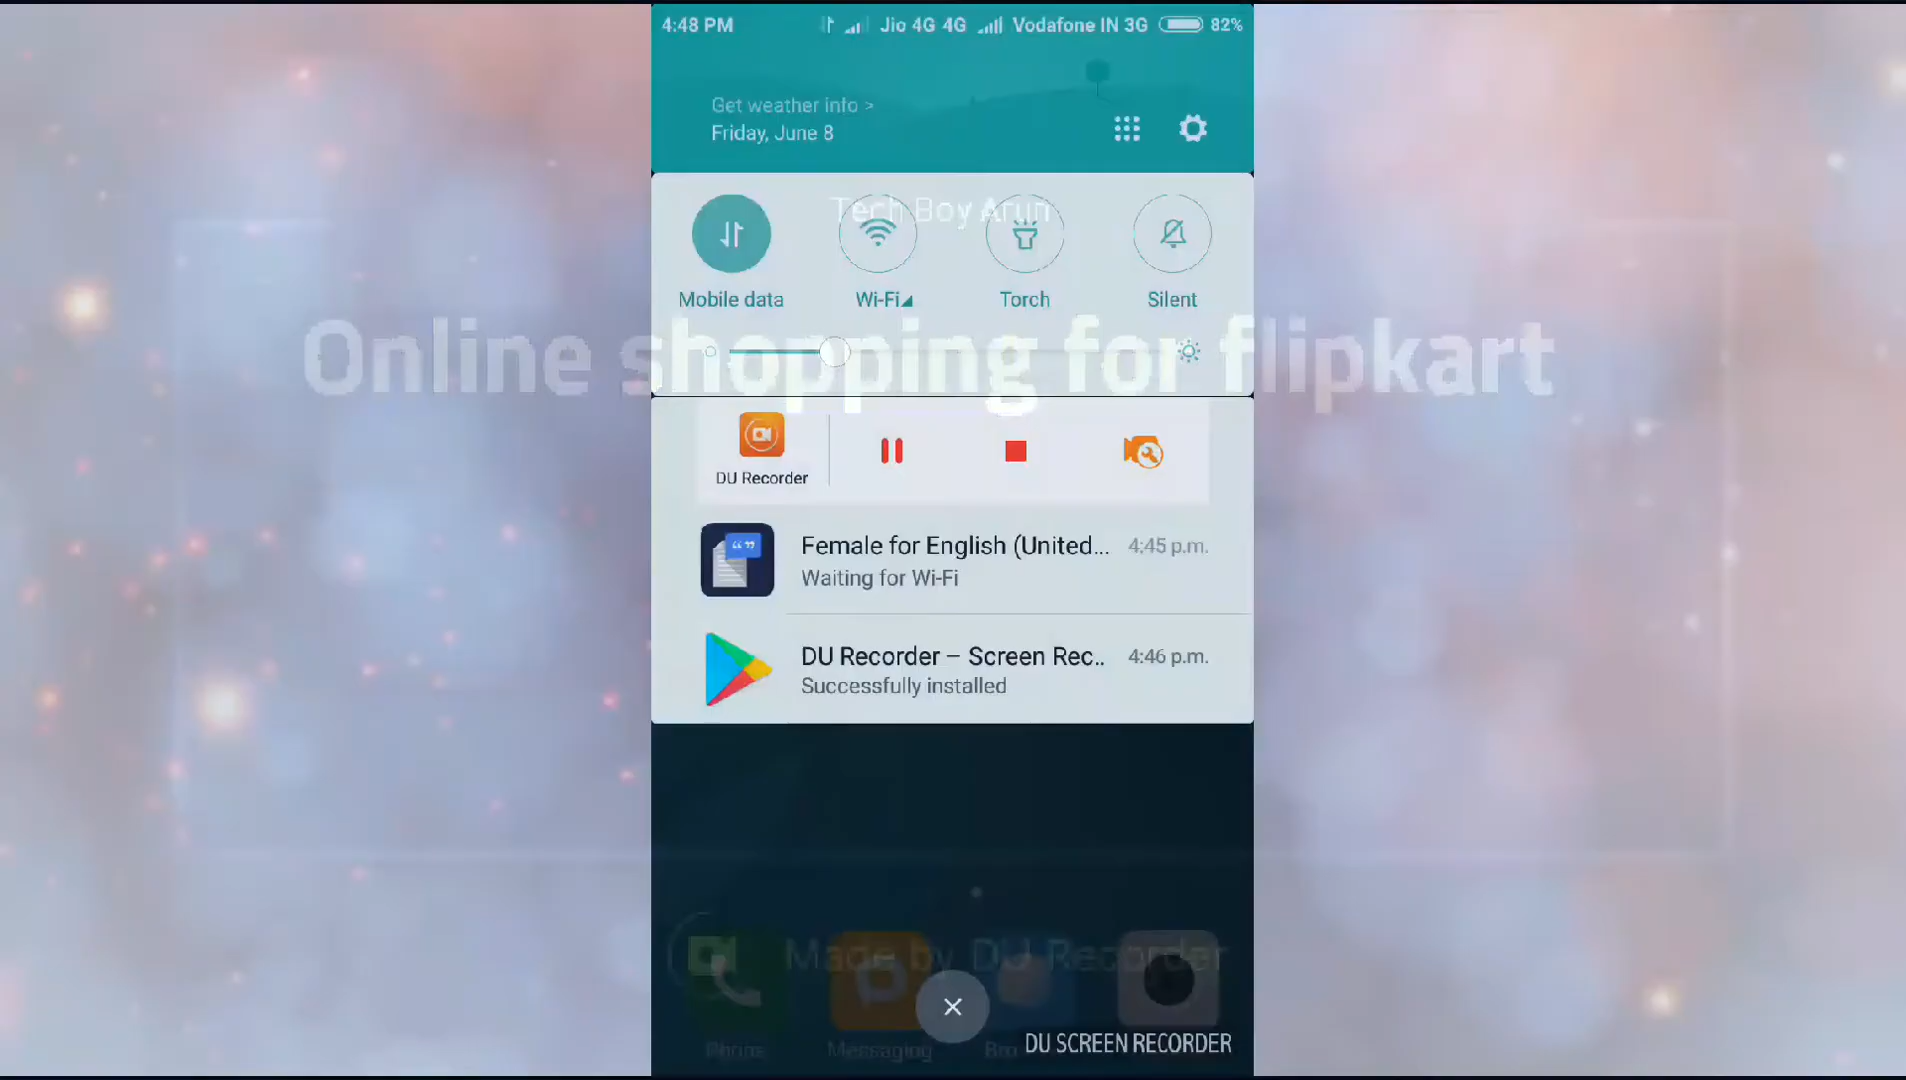 4:48 PM Jio 4G 4G Vodafone IN 3G 82%
Get weather info >
Friday, June 8
Tech Boy Arun
Mobile data Wi-Fi Torch Silent
Online shopping for flipkart
DU Recorder
Female for English (United... 4:45 p.m.
Waiting for Wi-Fi
DU Recorder – Screen Rec.. 4:46 p.m.
Successfully installed
Made by DU Recorder
Phone Messaging
DU SCREEN RECORDER